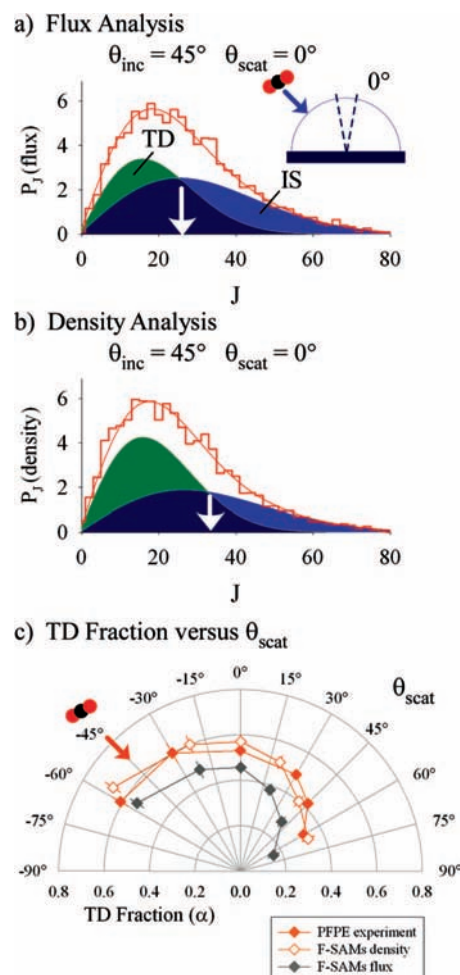 a) Flux Analysis
θinc = 45° θscat = 0°
0°
6
4
2
0
PJ (flux)
TD
IS
0 20 40 60 80
J
b) Density Analysis
θinc = 45° θscat = 0°
6
4
2
0
PJ (density)
0 20 40 60 80
J
c) TD Fraction versus θscat
-90° -75° -60° -45° -30° -15° 0° 15° 30° 45° 60° 75° 90°
θscat
0.8 0.6 0.4 0.2 0.0 0.2 0.4 0.6 0.8
TD Fraction (α)
PFPE experiment
F-SAMs density
F-SAMs flux